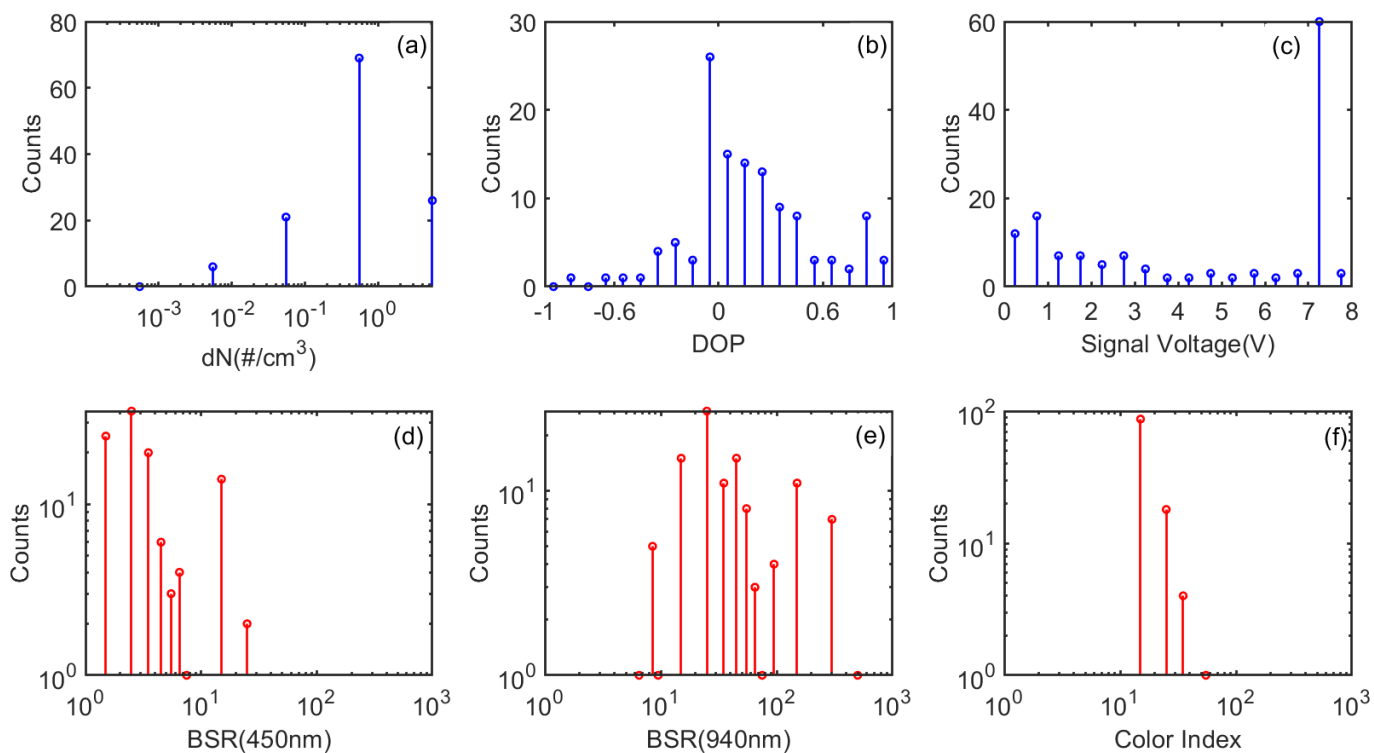 80
60
40
20
0
Counts
(a)
10^-3
10^-2
10^-1
10^0
dN(#/cm^3)
30
20
10
0
Counts
(b)
-1
-0.6
0
0.6
1
DOP
60
40
20
0
Counts
(c)
0 1 2 3 4 5 6 7 8
Signal Voltage(V)
10^1
10^0
Counts
(d)
10^0 10^1 10^2 10^3
BSR(450nm)
10^1
10^0
Counts
(e)
10^0 10^1 10^2 10^3
BSR(940nm)
10^2
10^1
10^0
Counts
(f)
10^0 10^1 10^2 10^3
Color Index